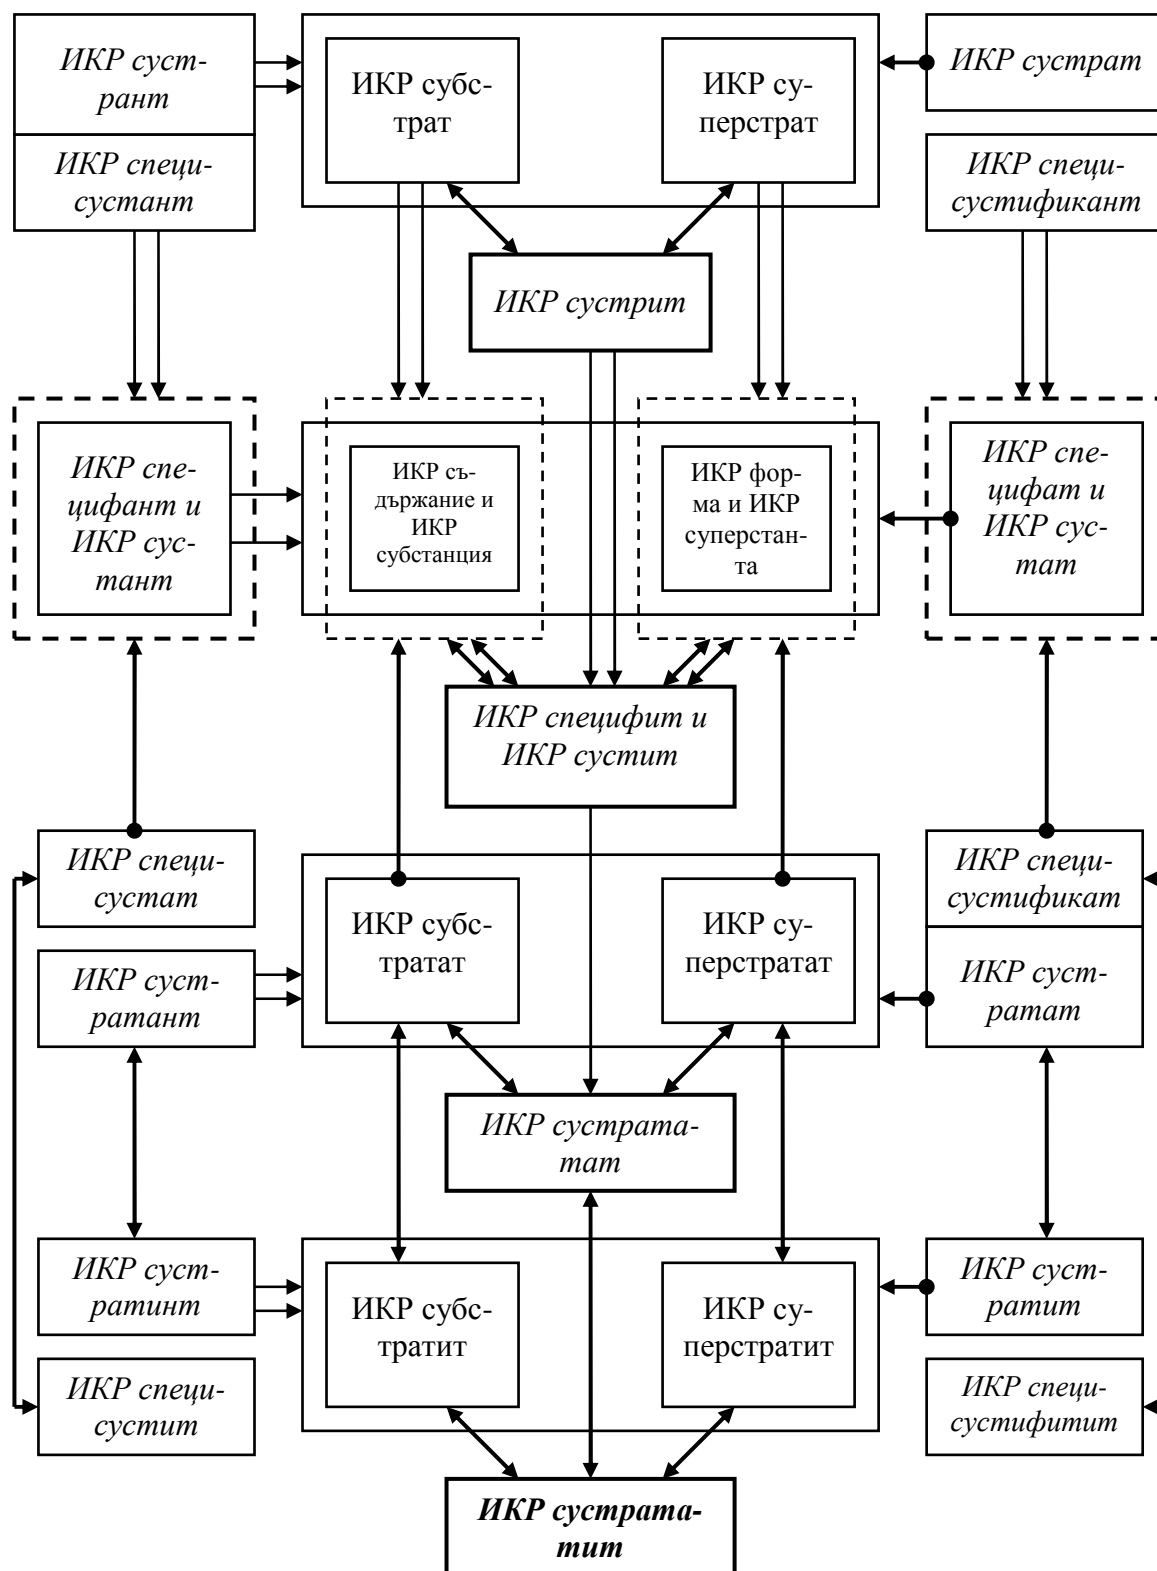 ИКР суст-
рант
ИКР субс-
трат
ИКР су-
перстрат
ИКР сустрат
ИКР специ-
сустант
ИКР специ-
сустификант
ИКР сустрит
ИКР спе-
цифант и
ИКР сус-
тант
ИКР съ-
държание и
ИКР
субстанция
ИКР фор-
ма и ИКР
суперстан-
та
ИКР спе-
цифат и
ИКР сус-
тат
ИКР специфит и
ИКР сустит
ИКР специ-
сустат
ИКР субс-
тратат
ИКР су-
перстратат
ИКР специ-
сустификат
ИКР суст-
ратант
ИКР суст-
ратат
ИКР сустрата-
тат
ИКР суст-
ратинт
ИКР субс-
тратит
ИКР су-
перстратит
ИКР суст-
ратит
ИКР специ-
сустит
ИКР специ-
сустифитит
ИКР сустрата-
тит